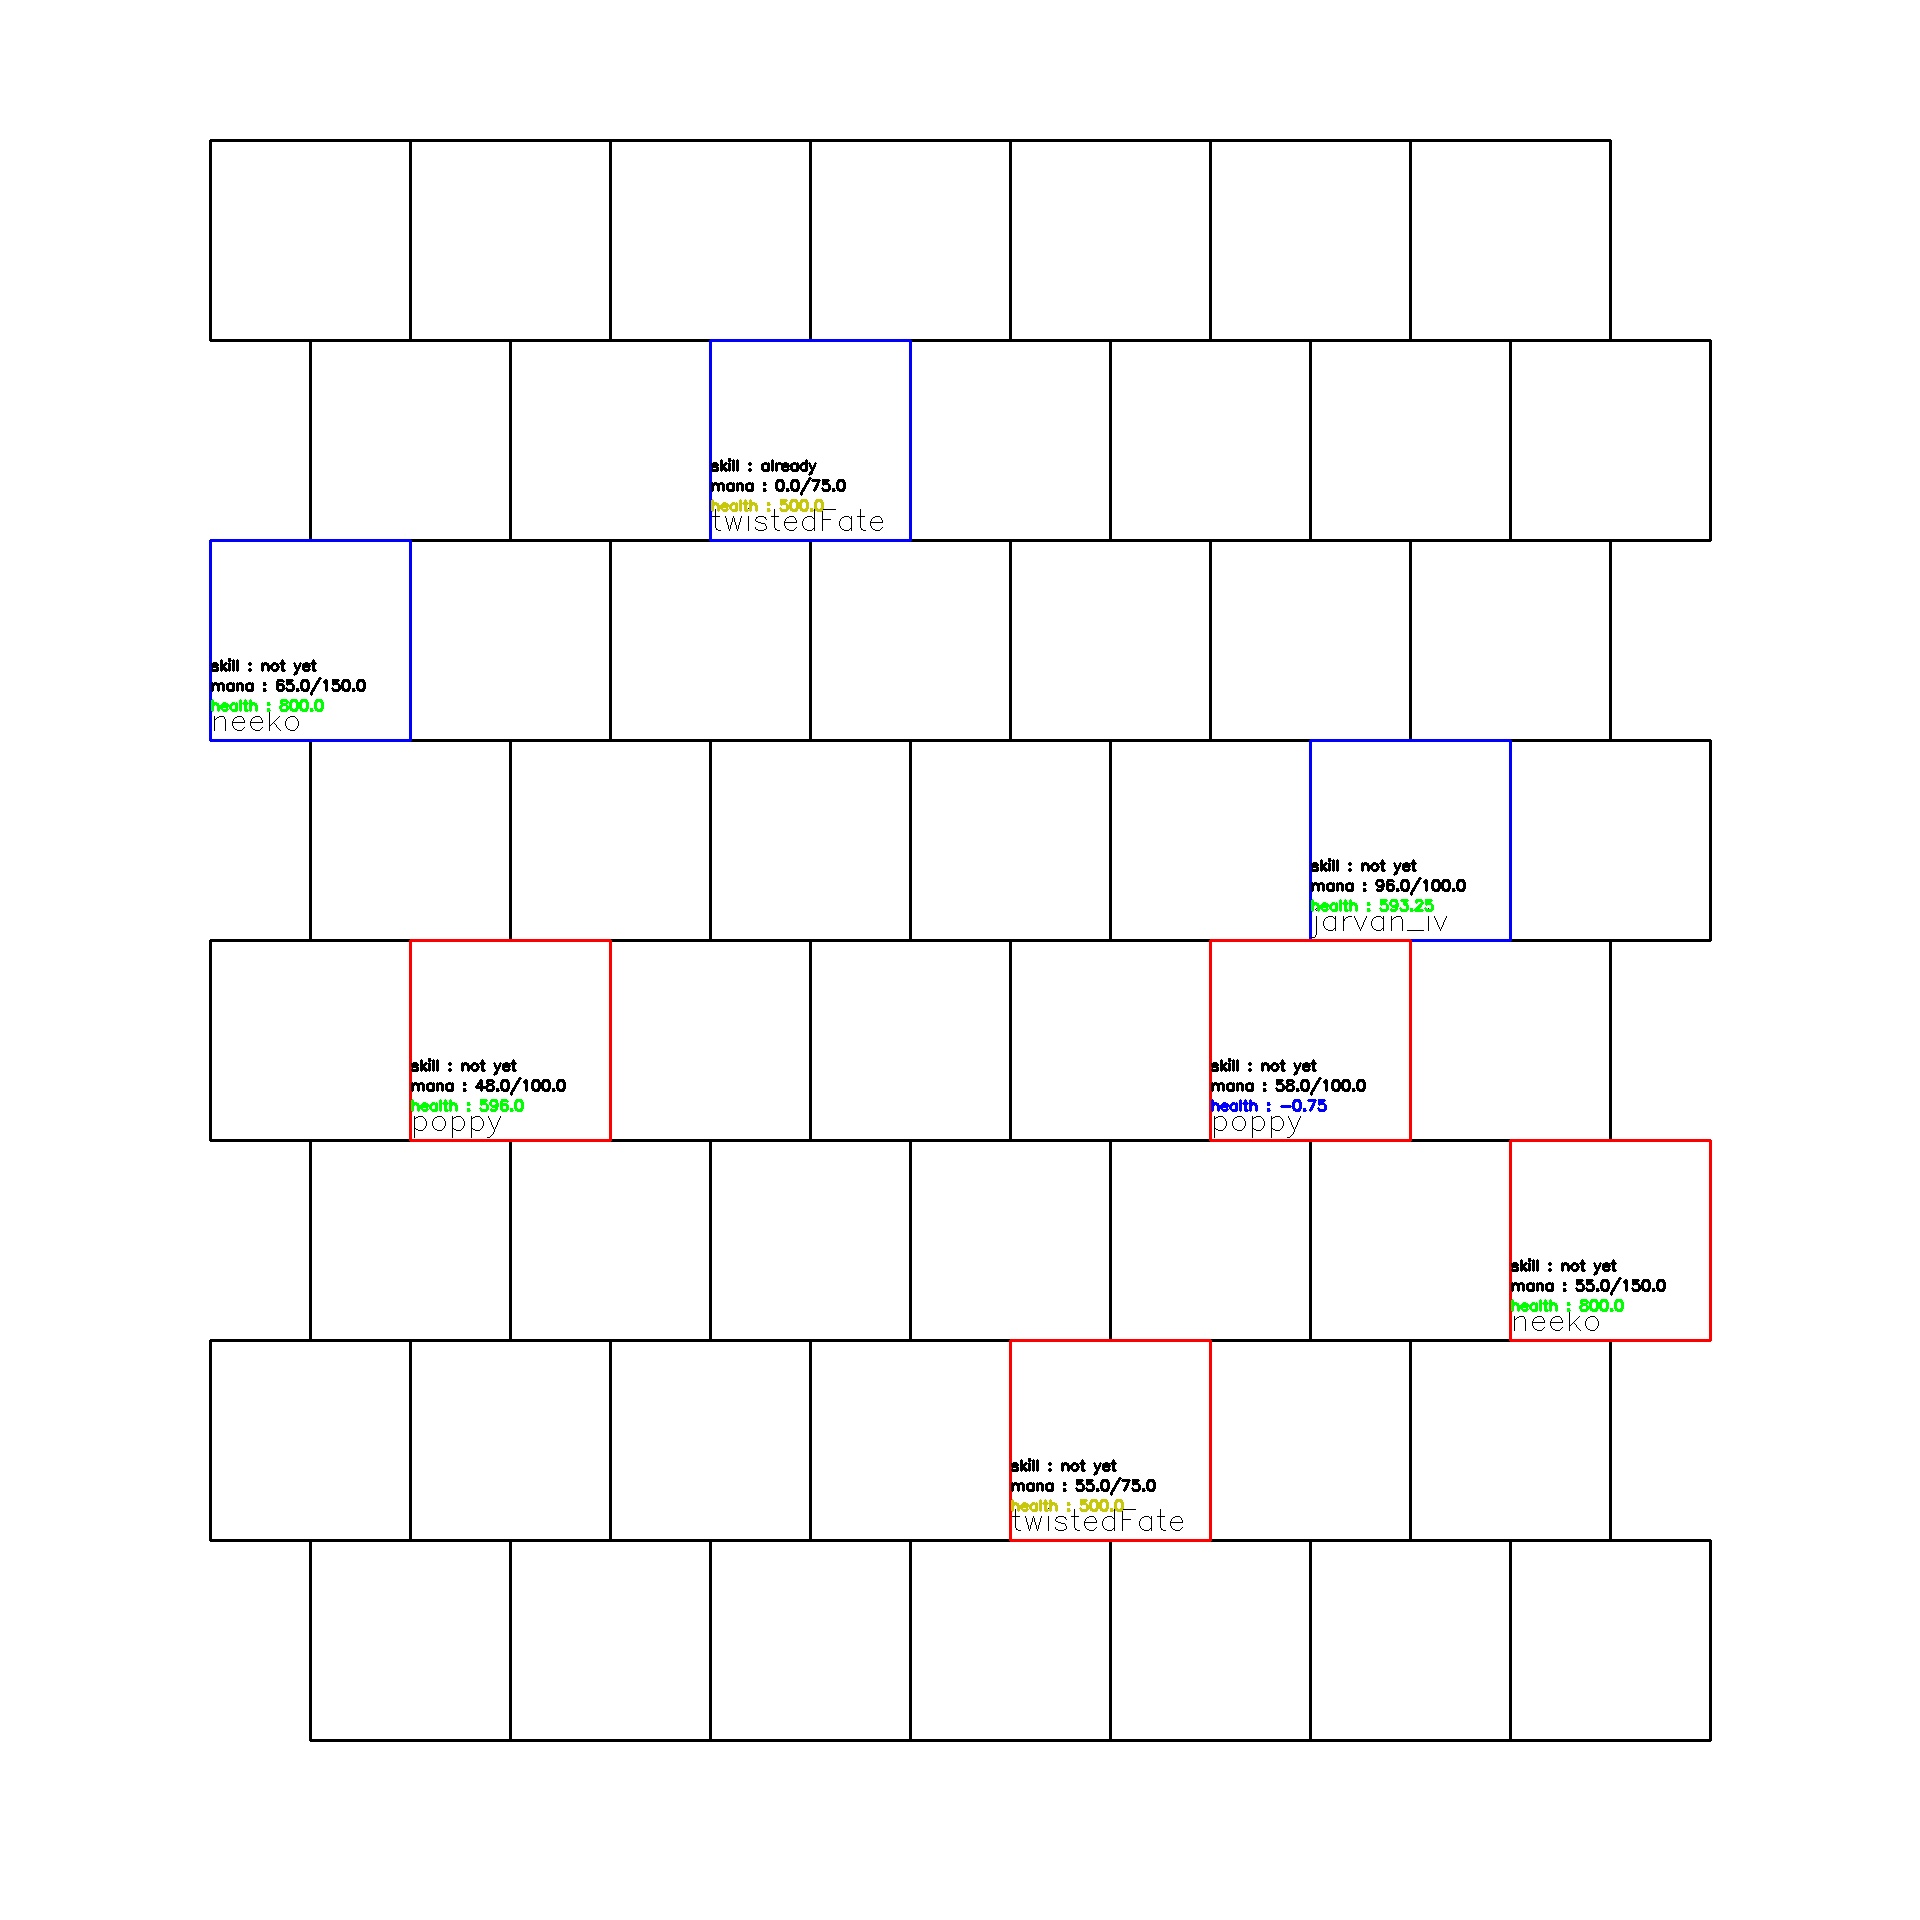 skill : already
mana : 0.0/75.0
health : 500.0
twistedFate
skill : not yet
mana : 65.0/150.0
health : 800.0
neeko
skill : not yet
mana : 96.0/100.0
health : 593.25
jarvan_iv
skill : not yet
mana : 48.0/100.0
health : 596.0
poppy
skill : not yet
mana : 58.0/100.0
health : -0.75
poppy
skill : not yet
mana : 55.0/150.0
health : 800.0
neeko
skill : not yet
mana : 55.0/75.0
health : 500.0
twistedFate